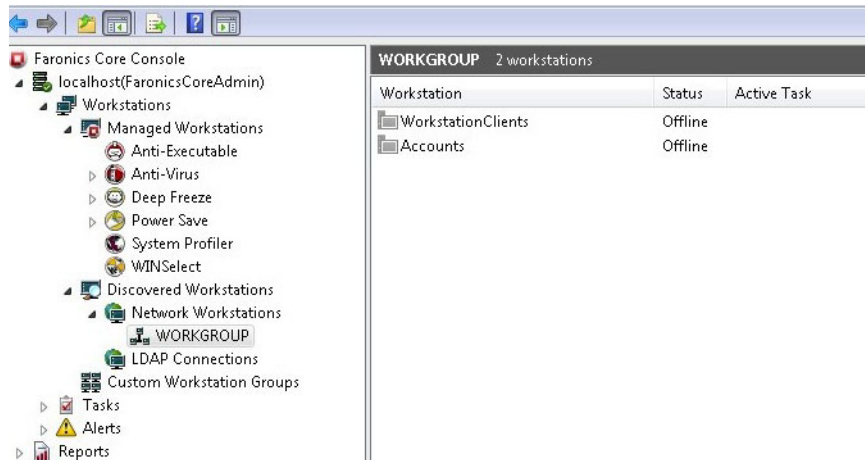 Faronics Core Console
localhost(FaronicsCoreAdmin)
Workstations
Managed Workstations
Anti-Executable
Anti-Virus
Deep Freeze
Power Save
System Profiler
WINSelect
Discovered Workstations
Network Workstations
WORKGROUP
LDAP Connections
Custom Workstation Groups
Tasks
Alerts
Reports
WORKGROUP 2 workstations
Workstation Status Active Task
WorkstationClients Offline
Accounts Offline